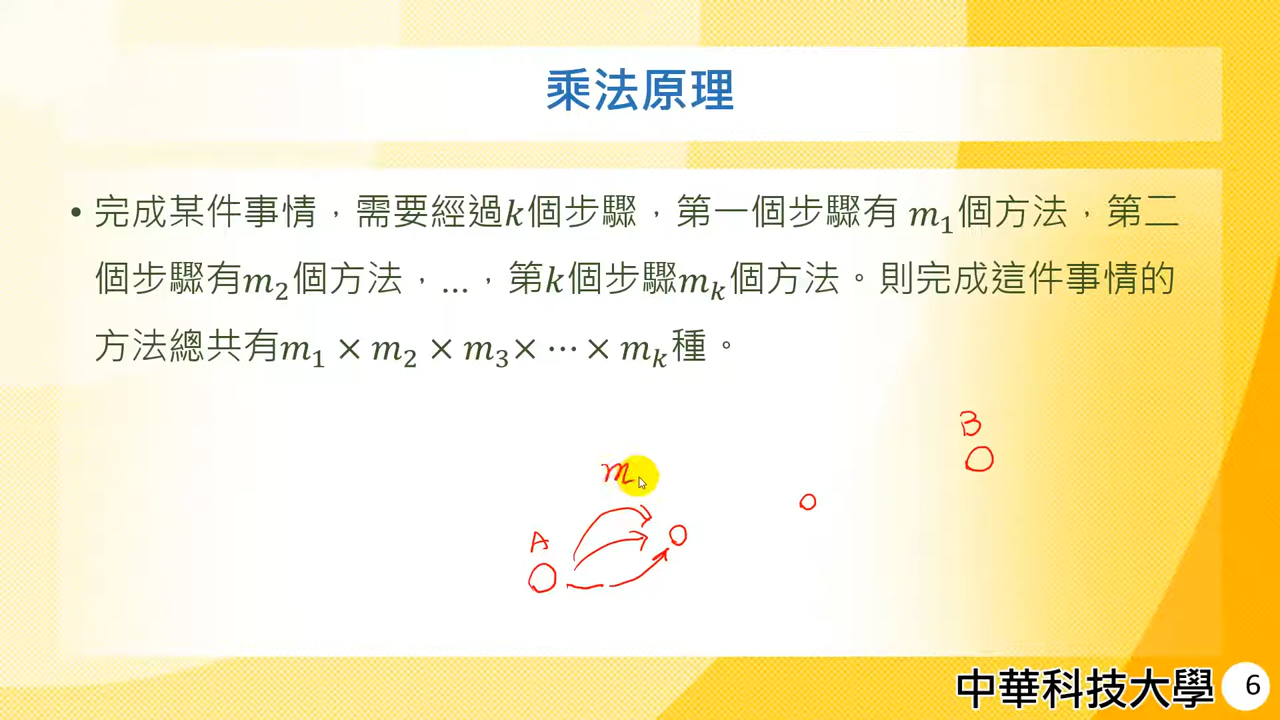 乘法原理
• 完成某件事情，需要經過k個步驟，第一個步驟有 m₁個方法，第二
個步驟有m₂個方法，…，第k個步驟mₖ個方法。則完成這件事情的
方法總共有m₁ × m₂ × m₃× ⋯ × mₖ種。
B
m
A
中華科技大學 6